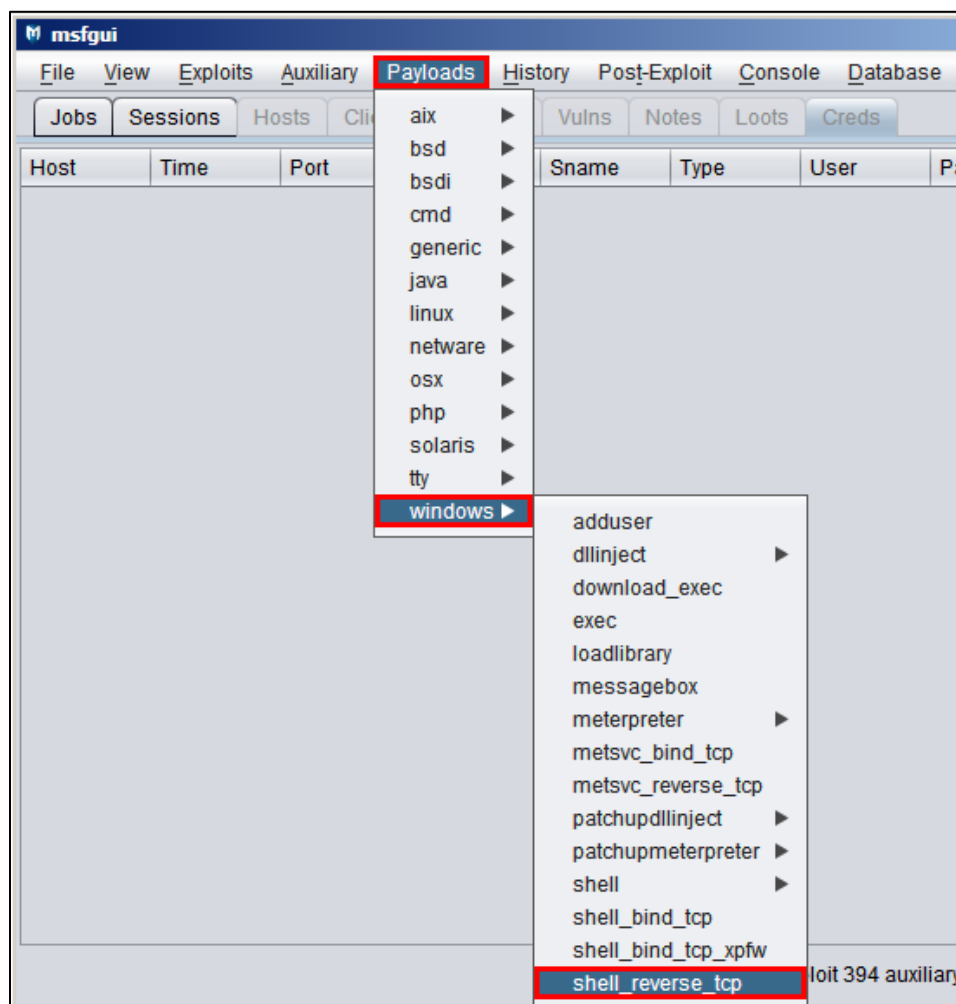 msfgui
File View Exploits Auxiliary Payloads History Post-Exploit Console Database
Jobs Sessions Hosts Vulns Notes Loots Creds
Host Time Port Sname Type User
aix
bsd
bsdi
cmd
generic
java
linux
netware
osx
php
solaris
tty
windows
adduser
dllinject
download_exec
exec
loadlibrary
messagebox
meterpreter
metsvc_bind_tcp
metsvc_reverse_tcp
patchupdllinject
patchupmeterpreter
shell
shell_bind_tcp
shell_bind_tcp_xpfw
shell_reverse_tcp
loit 394 auxiliary